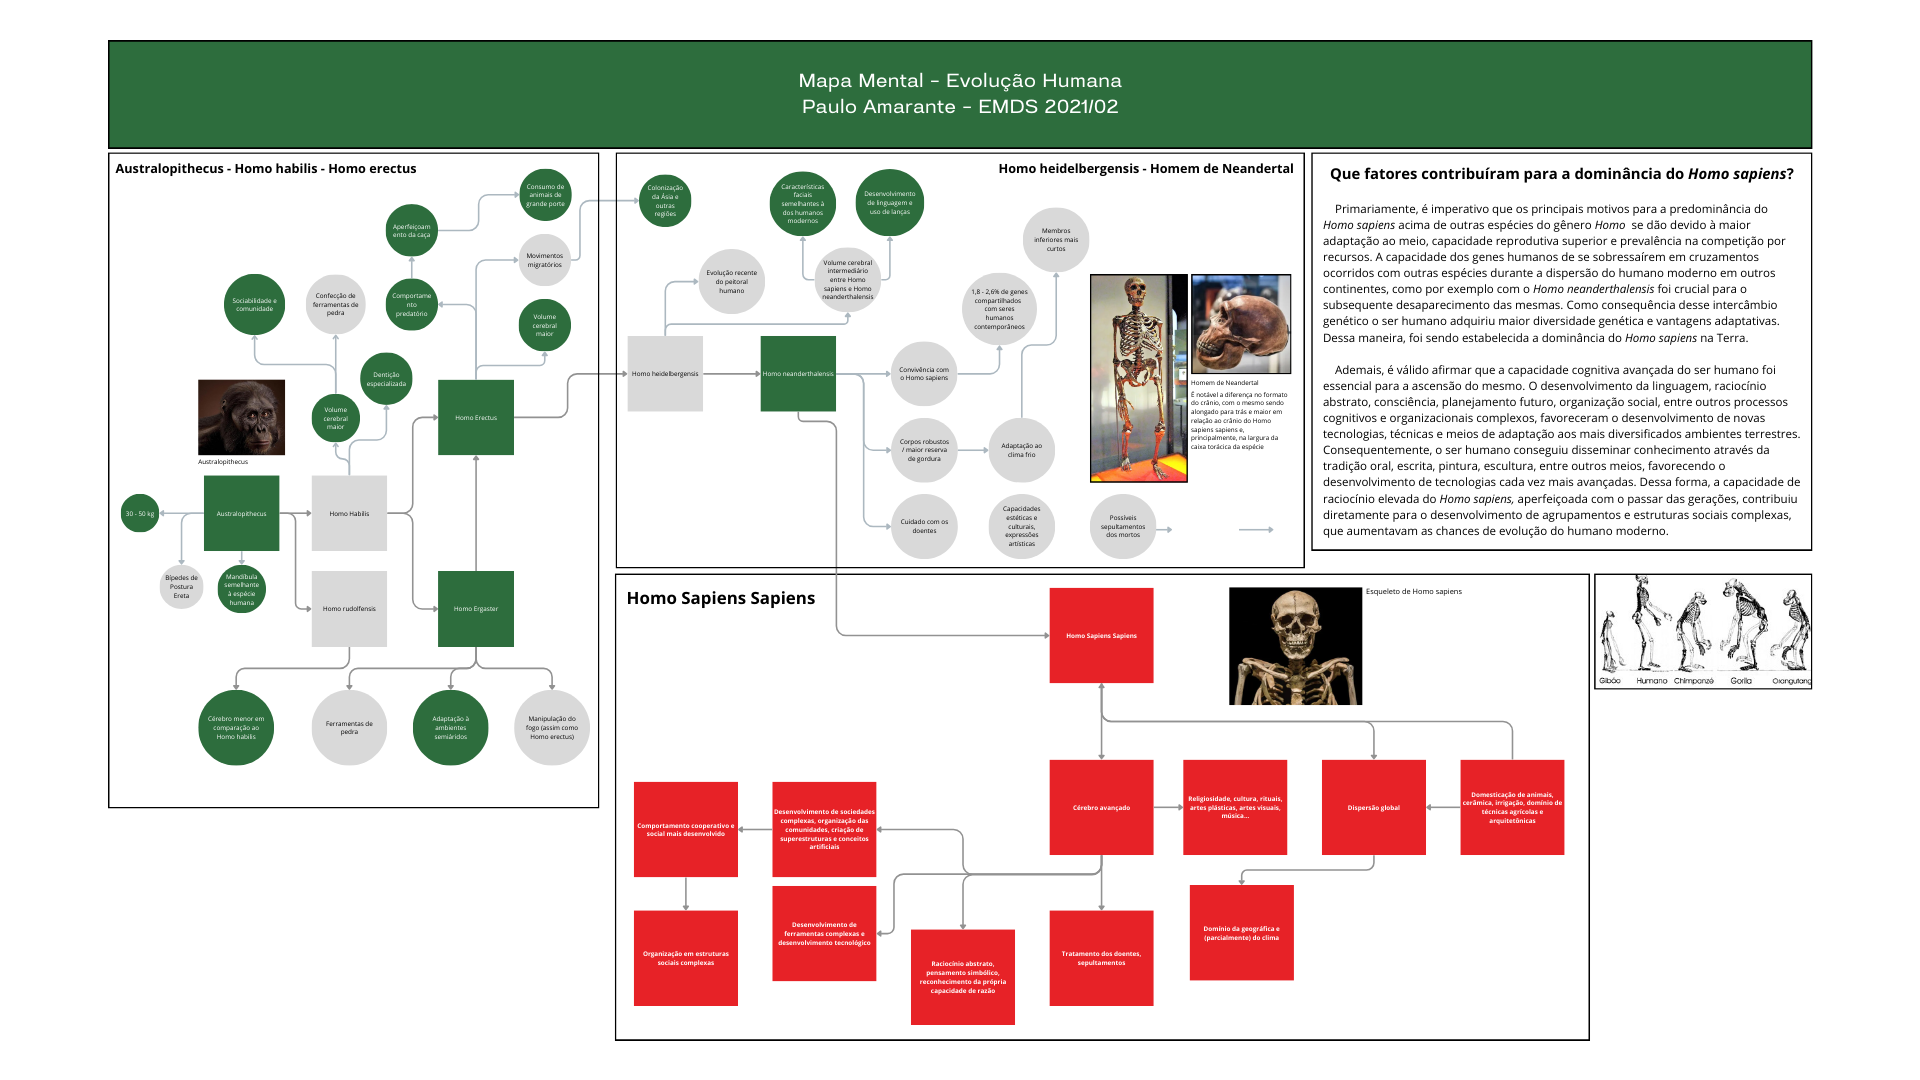 Mapa Mental - Evolução Humana
Paulo Amarante - EMDS 2021/02
Australopithecus - Homo habilis - Homo erectus
Consumo de
animais de
grande porte
Aperfeiçoam
ento da caça
Movimentos
migratórios
Sociabilidade e
comunidade
Confecção de
ferramentas de
pedra
Comportame
nto
predatório
Volume
cerebral
maior
Dentição
especializada
Volume
cerebral
maior
Homo Erectus
Australopithecus
30 - 50 kg
Australopithecus
Homo Habilis
Bípedes de
Postura
Ereta
Mandíbula
semelhante
à espécie
humana
Homo rudolfensis
Homo Ergaster
Cérebro menor em
comparação ao
Homo habilis
Ferramentas de
pedra
Adaptação à
ambientes
semiáridos
Manipulação do
fogo (assim como
Homo erectus)
Homo heidelbergensis - Homem de Neandertal
Colonização
da Ásia e
outras
regiões
Características
faciais
semelhantes à
dos humanos
modernos
Desenvolvimento
de linguagem e
uso de lanças
Evolução recente
do peitoral
humano
Volume cerebral
intermediário
entre Homo
sapiens e Homo
neanderthalensis
Membros
inferiores mais
curtos
1,8 - 2,6% de genes
compartilhados
com seres
humanos
contemporâneos
Homo heidelbergensis
Homo neanderthalensis
Convivência com
o Homo sapiens
Corpos robustos
/ maior reserva
de gordura
Adaptação ao
clima frio
Cuidado com os
doentes
Capacidades
estéticas e
culturais,
expressões
artísticas
Possíveis
sepultamentos
dos mortos
Homem de Neandertal
É notável a diferença no formato
do crânio, com o mesmo sendo
alongado para trás e maior em
relação ao crânio do Homo
sapiens sapiens e,
principalmente, na largura da
caixa torácica da espécie
Que fatores contribuíram para a dominância do Homo sapiens?
Primariamente, é imperativo que os principais motivos para a predominância do
Homo sapiens acima de outras espécies do gênero Homo se dão devido à maior
adaptação ao meio, capacidade reprodutiva superior e prevalência na competição por
recursos. A capacidade dos genes humanos de se sobressaírem em cruzamentos
ocorridos com outras espécies durante a dispersão do humano moderno em outros
continentes, como por exemplo com o Homo neanderthalensis foi crucial para o
subsequente desaparecimento das mesmas. Como consequência desse intercâmbio
genético o ser humano adquiriu maior diversidade genética e vantagens adaptativas.
Dessa maneira, foi sendo estabelecida a dominância do Homo sapiens na Terra.
Ademais, é válido afirmar que a capacidade cognitiva avançada do ser humano foi
essencial para a ascensão do mesmo. O desenvolvimento da linguagem, raciocínio
abstrato, consciência, planejamento futuro, organização social, entre outros processos
cognitivos e organizacionais complexos, favoreceram o desenvolvimento de novas
tecnologias, técnicas e meios de adaptação aos mais diversificados ambientes terrestres.
Consequentemente, o ser humano conseguiu disseminar conhecimento através da
tradição oral, escrita, pintura, escultura, entre outros meios, favorecendo o
desenvolvimento de tecnologias cada vez mais avançadas. Dessa forma, a capacidade de
raciocínio elevada do Homo sapiens, aperfeiçoada com o passar das gerações, contribuiu
diretamente para o desenvolvimento de agrupamentos e estruturas sociais complexas,
que aumentavam as chances de evolução do humano moderno.
Homo Sapiens Sapiens
Homo Sapiens Sapiens
Esqueleto de Homo sapiens
Gibão Humano Chimpanzé Gorila Orangutang
Cérebro avançado
Religiosidade, cultura, rituais,
artes plásticas, artes visuais,
música...
Dispersão global
Domesticação de animais,
cerâmica, irrigação, domínio de
técnicas agrícolas e
arquitetônicas
Comportamento cooperativo e
social mais desenvolvido
Desenvolvimento de sociedades
complexas, organização das
comunidades, criação de
superestruturas e conceitos
artificiais
Organização em estruturas
sociais complexas
Desenvolvimento de
ferramentas complexas e
desenvolvimento tecnológico
Raciocínio abstrato,
pensamento simbólico,
reconhecimento da própria
capacidade de razão
Tratamento dos doentes,
sepultamentos
Domínio da geográfica e
(parcialmente) do clima